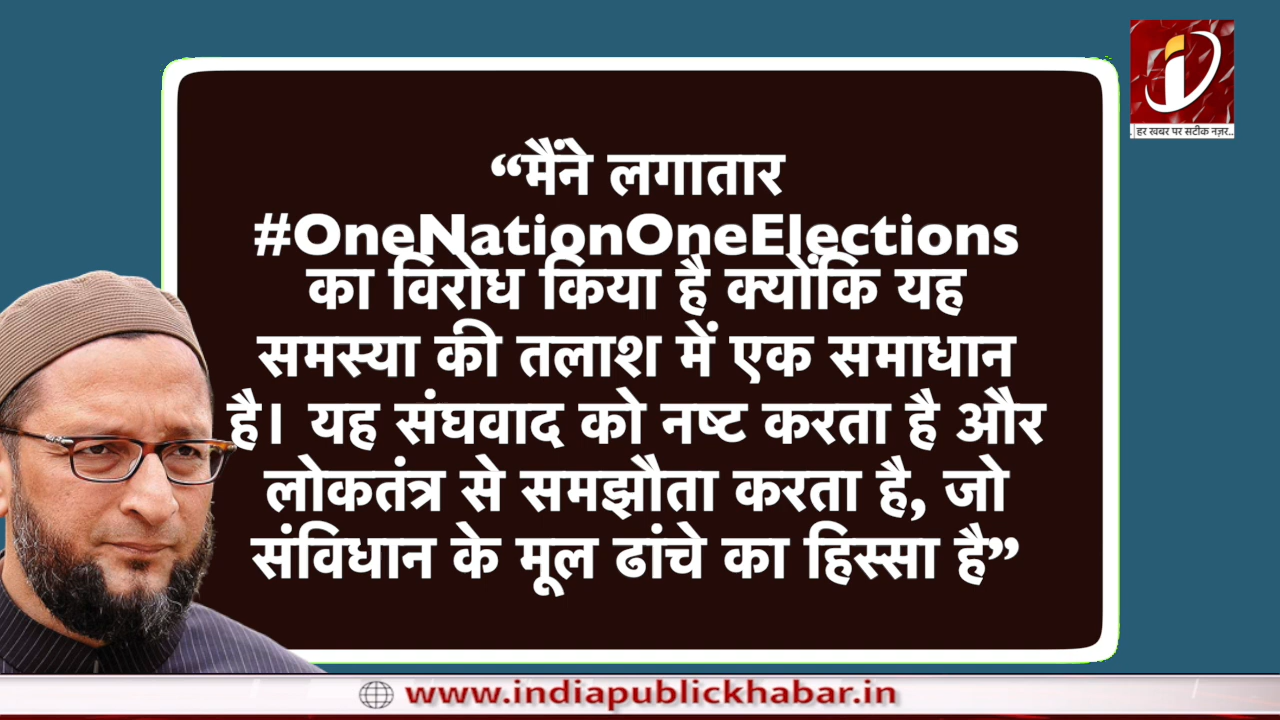 हर खबर पर सटीक नज़र..
“मैंने लगातार
#OneNationOneElections
का विरोध किया है क्योंकि यह
समस्या की तलाश में एक समाधान
है। यह संघवाद को नष्ट करता है और
लोकतंत्र से समझौता करता है, जो
संविधान के मूल ढांचे का हिस्सा है”
www.indiapublickhabar.in